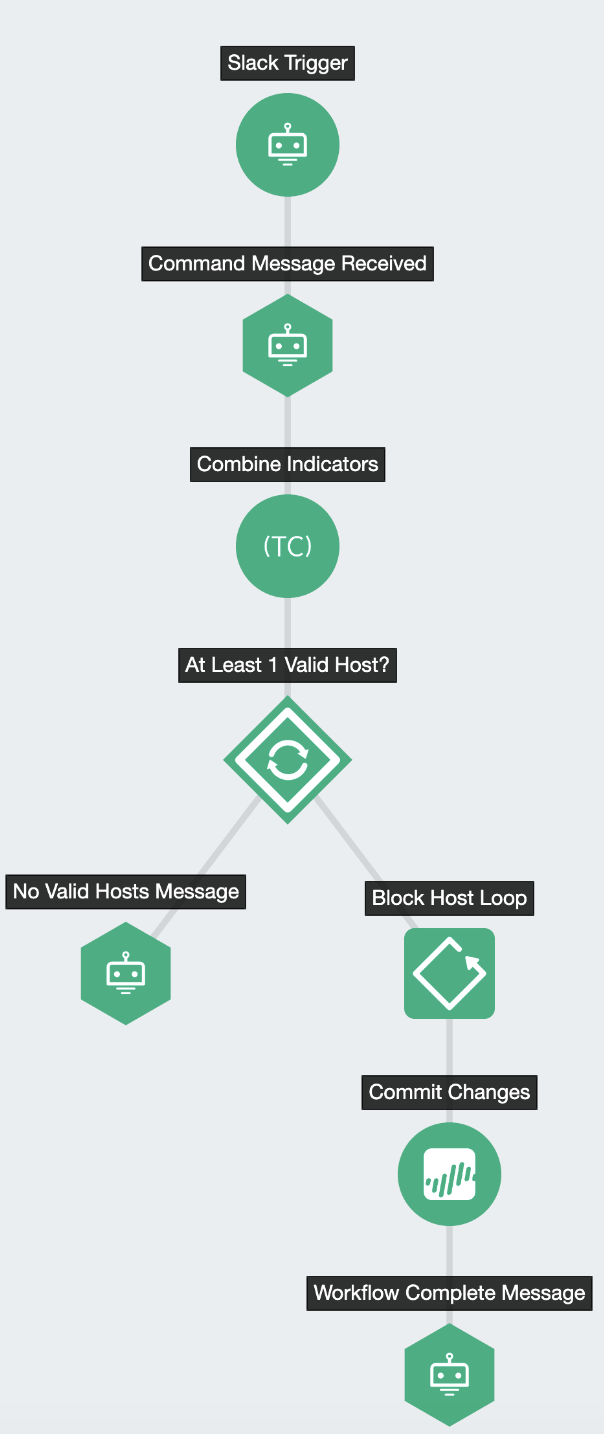 Slack Trigger
Command Message Received
Combine Indicators
(TC)
At Least 1 Valid Host?
No Valid Hosts Message
Block Host Loop
Commit Changes
Workflow Complete Message